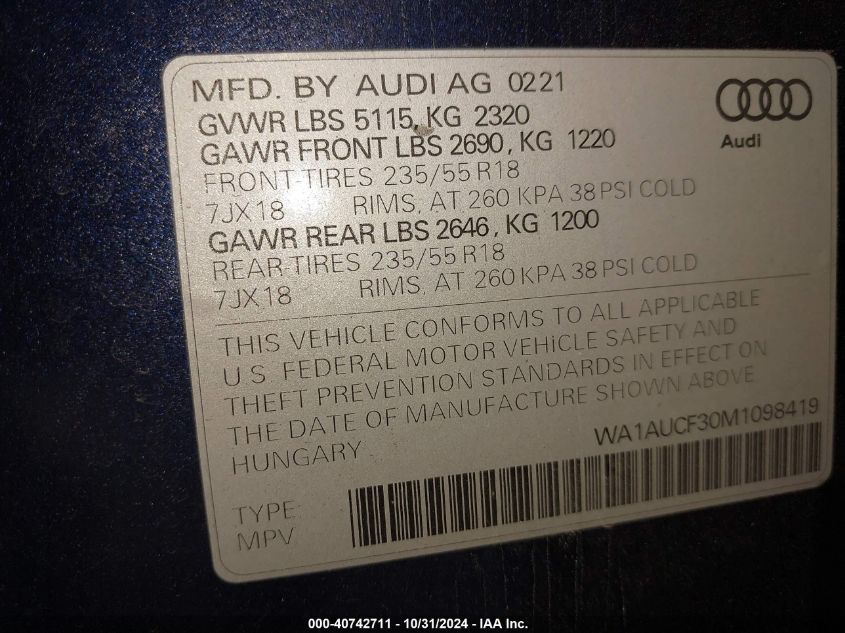 MFD. BY AUDI AG 0221
GVWR LBS 5115, KG 2320
GAWR FRONT LBS 2690, KG 1220
FRONT-TIRES 235/55 R18
7JX18 RIMS, AT 260 KPA 38 PSI COLD
GAWR REAR LBS 2646, KG 1200
REAR-TIRES 235/55 R18
7JX18 RIMS, AT 260 KPA 38 PSI COLD
Audi
THIS VEHICLE CONFORMS TO ALL APPLICABLE
U.S. FEDERAL MOTOR VEHICLE SAFETY AND
THEFT PREVENTION STANDARDS IN EFFECT ON
THE DATE OF MANUFACTURE SHOWN ABOVE
HUNGARY
WA1AUCF30M1098419
TYPE:
MPV
000-40742711 - 10/31/2024 - IAA Inc.